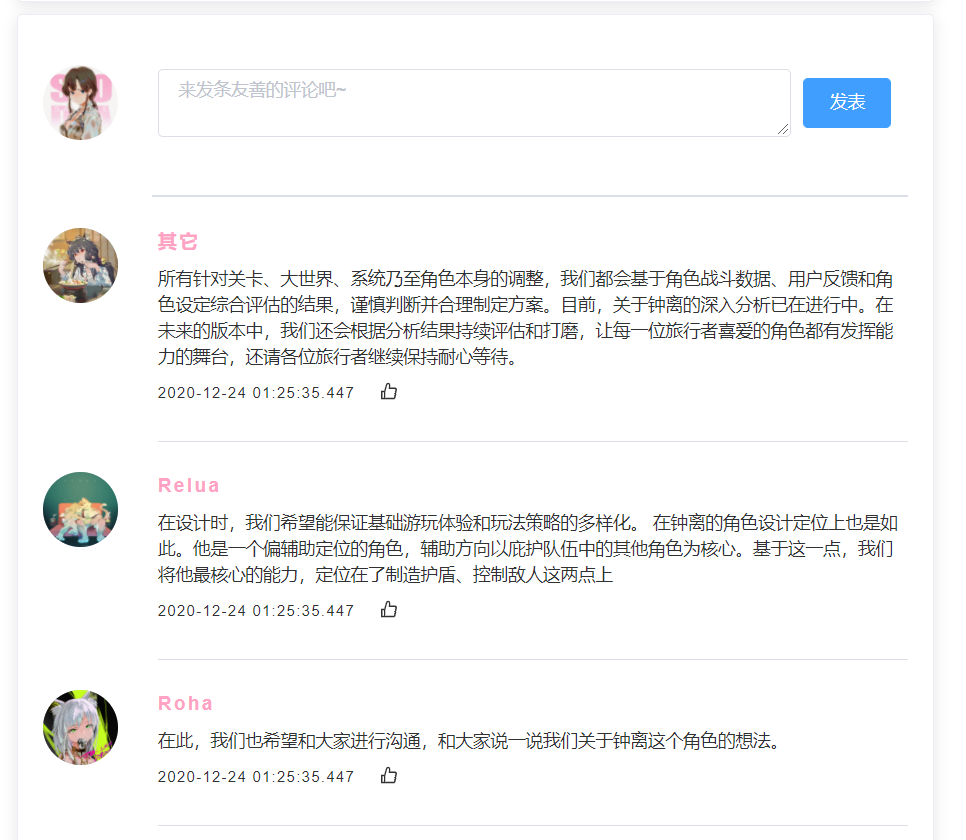 来发条友善的评论吧~
发表
其它
所有针对关卡、大世界、系统乃至角色本身的调整，我们都会基于角色战斗数据、用户反馈和角
色设定综合评估的结果，谨慎判断并合理制定方案。目前，关于钟离的深入分析已在进行中。在
未来的版本中，我们还会根据分析结果持续评估和打磨，让每一位旅行者喜爱的角色都有发挥能
力的舞台，还请各位旅行者继续保持耐心等待。
2020-12-24 01:25:35.447
Relua
在设计时，我们希望能保证基础游玩体验和玩法策略的多样化。 在钟离的角色设计定位上也是如
此。他是一个偏辅助定位的角色，辅助方向以庇护队伍中的其他角色为核心。基于这一点，我们
将他最核心的能力，定位在了制造护盾、控制敌人这两点上
2020-12-24 01:25:35.447
Roha
在此，我们也希望和大家进行沟通，和大家说一说我们关于钟离这个角色的想法。
2020-12-24 01:25:35.447